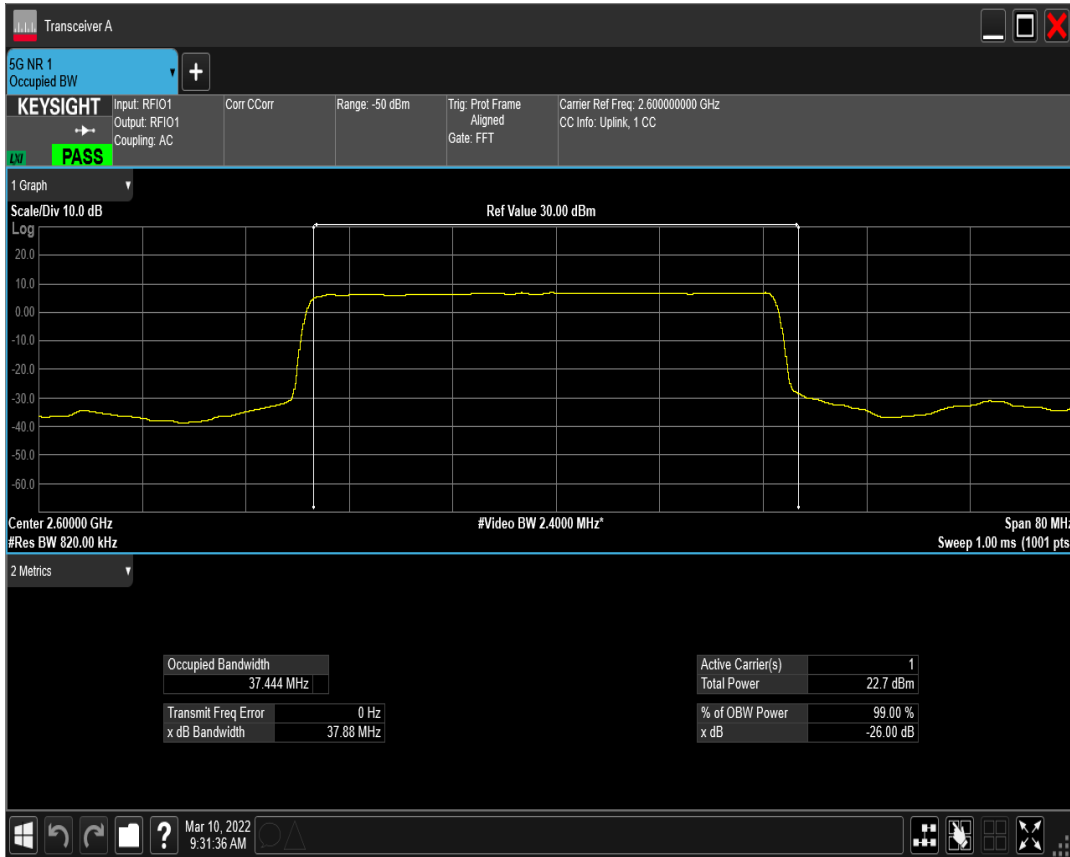 Transceiver A
5G NR 1
Occupied BW
KEYSIGHT
LXI
PASS
Input: RFIO1
Output: RFIO1
Coupling: AC
Corr CCorr
Range: -50 dBm
Trig: Prot Frame
Aligned
Gate: FFT
Carrier Ref Freq: 2.600000000 GHz
CC Info: Uplink, 1 CC
1 Graph
Scale/Div 10.0 dB
Ref Value 30.00 dBm
Log
20.0
10.0
0.00
-10.0
-20.0
-30.0
-40.0
-50.0
-60.0
Center 2.60000 GHz
#Video BW 2.4000 MHz*
Span 80 MHz
#Res BW 820.00 kHz
Sweep 1.00 ms (1001 pts
2 Metrics
Occupied Bandwidth
37.444 MHz
Transmit Freq Error 0 Hz
x dB Bandwidth 37.88 MHz
Active Carrier(s) 1
Total Power 22.7 dBm
% of OBW Power 99.00 %
x dB -26.00 dB
?
Mar 10, 2022
9:31:36 AM